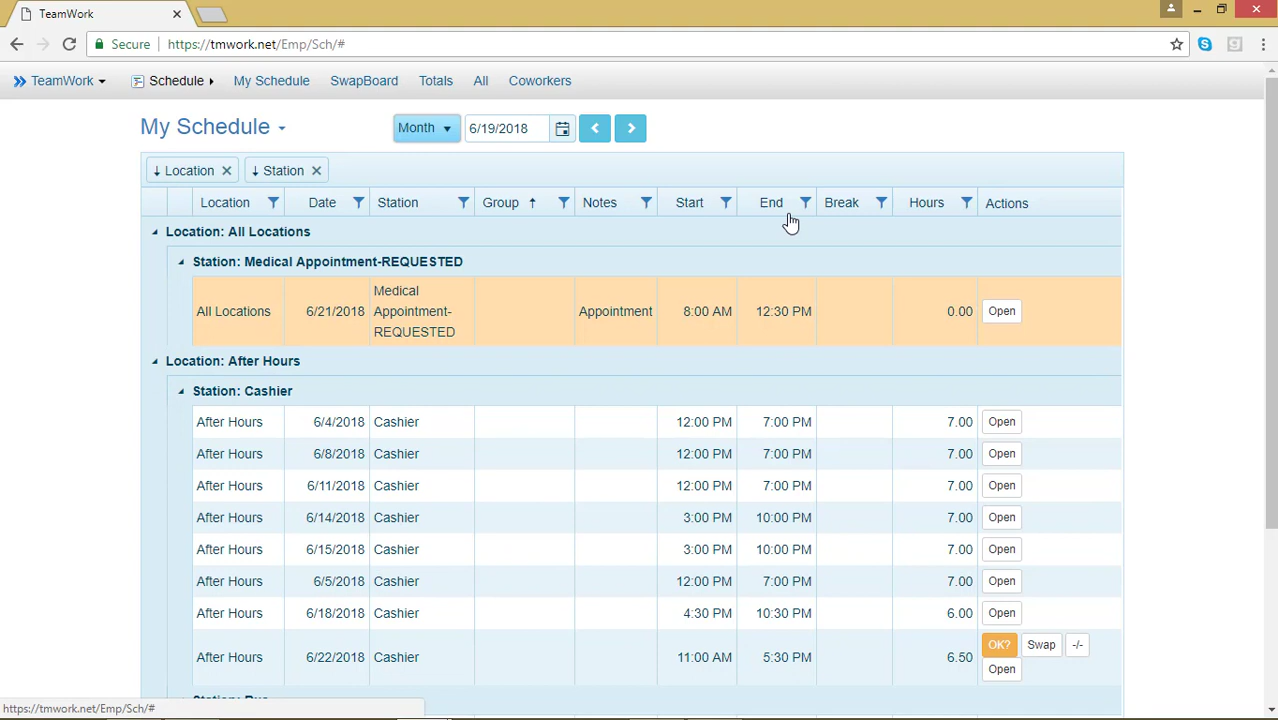 TeamWork
Secure https://tmwork.net/Emp/Sch/#
TeamWork Schedule My Schedule SwapBoard Totals All Coworkers
My Schedule Month 6/19/2018
Location Station
Location Date Station Group Notes Start End Break Hours Actions
Location: All Locations
Station: Medical Appointment-REQUESTED
All Locations 6/21/2018 Medical Appointment-REQUESTED Appointment 8:00 AM 12:30 PM 0.00 Open
Location: After Hours
Station: Cashier
After Hours 6/4/2018 Cashier 12:00 PM 7:00 PM 7.00 Open
After Hours 6/8/2018 Cashier 12:00 PM 7:00 PM 7.00 Open
After Hours 6/11/2018 Cashier 12:00 PM 7:00 PM 7.00 Open
After Hours 6/14/2018 Cashier 3:00 PM 10:00 PM 7.00 Open
After Hours 6/15/2018 Cashier 3:00 PM 10:00 PM 7.00 Open
After Hours 6/5/2018 Cashier 12:00 PM 7:00 PM 7.00 Open
After Hours 6/18/2018 Cashier 4:30 PM 10:30 PM 6.00 Open
After Hours 6/22/2018 Cashier 11:00 AM 5:30 PM 6.50 OK? Swap -/-
Open
https://tmwork.net/Emp/Sch/#